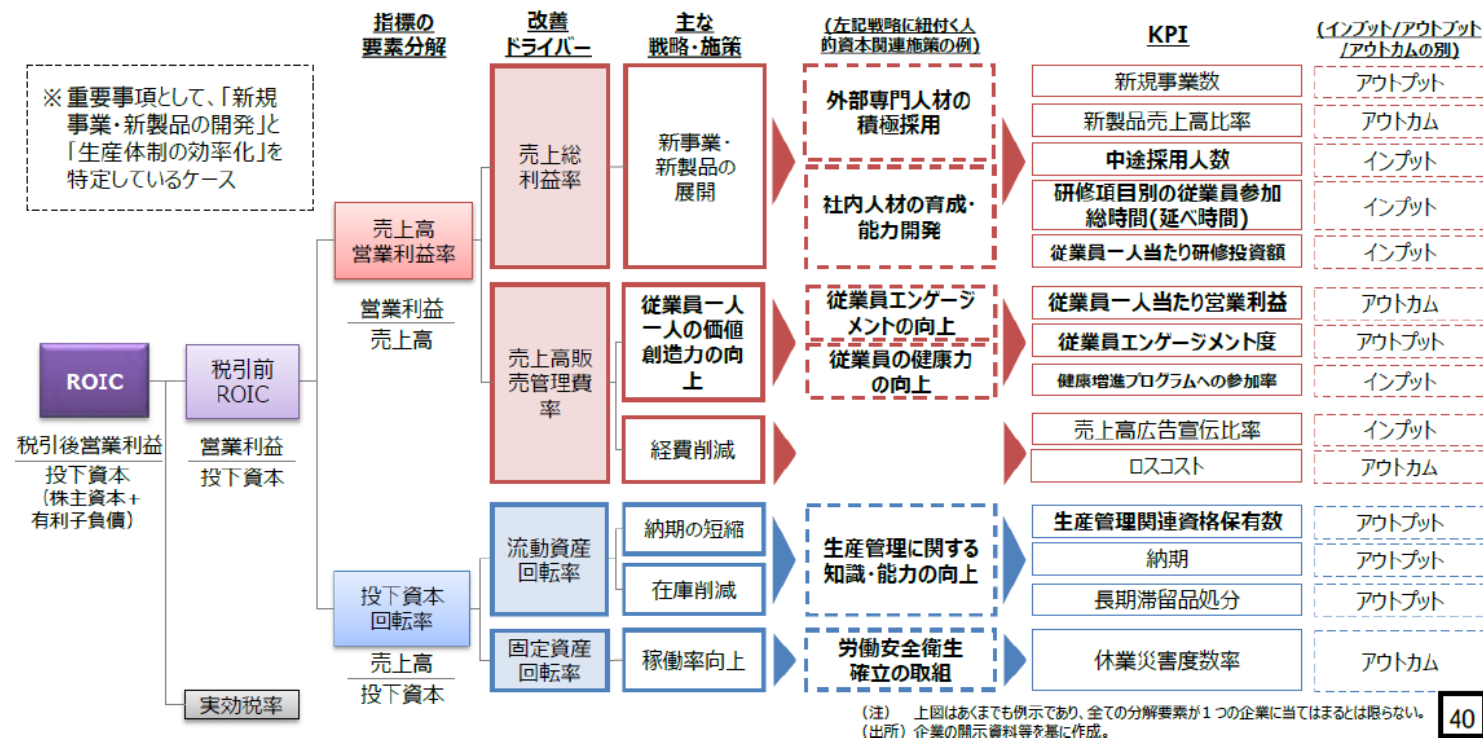 指標の
要素分解
改善
ドライバー
主な
戦略・施策
(左記戦略に紐付く人
的資本関連施策の例)
KPI
(インプット/アウトプット
/アウトカムの別)
※ 重要事項として、「新規
事業・新製品の開発」と
「生産体制の効率化」を
特定しているケース
ROIC
税引後営業利益
投下資本
(株主資本+
有利子負債)
税引前
ROIC
営業利益
投下資本
実効税率
売上高
営業利益率
営業利益
売上高
投下資本
回転率
売上高
投下資本
売上総
利益率
新事業・
新製品の
展開
外部専門人材の
積極採用
社内人材の育成・
能力開発
新規事業数
アウトプット
新製品売上高比率
アウトカム
中途採用人数
インプット
研修項目別の従業員参加
総時間(延べ時間)
インプット
従業員一人当たり研修投資額
インプット
売上高販
売管理費
率
従業員一人
一人の価値
創造力の向
上
従業員エンゲージ
メントの向上
従業員の健康力
の向上
従業員一人当たり営業利益
アウトカム
従業員エンゲージメント度
アウトプット
健康増進プログラムへの参加率
インプット
経費削減
売上高広告宣伝比率
インプット
ロスコスト
アウトカム
流動資産
回転率
納期の短縮
在庫削減
生産管理に関する
知識・能力の向上
生産管理関連資格保有数
アウトプット
納期
アウトプット
長期滞留品処分
アウトプット
固定資産
回転率
稼働率向上
労働安全衛生
確立の取組
休業災害度数率
アウトカム
(注) 上図はあくまでも例示であり、全ての分解要素が1つの企業に当てはまるとは限らない。
(出所) 企業の開示資料等を基に作成。
40